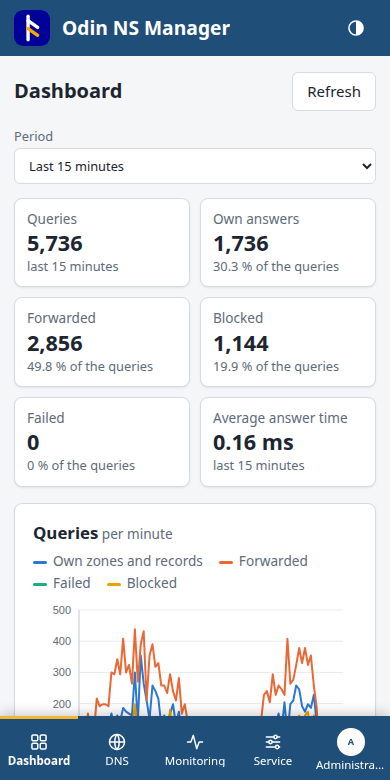 Odin NS Manager
Dashboard
Refresh
Period
Last 15 minutes
Queries
5,736
last 15 minutes
Own answers
1,736
30.3 % of the queries
Forwarded
2,856
49.8 % of the queries
Blocked
1,144
19.9 % of the queries
Failed
0
0 % of the queries
Average answer time
0.16 ms
last 15 minutes
Queries per minute
Own zones and records
Forwarded
Failed
Blocked
500
400
300
200
Dashboard
DNS
Monitoring
Service
A
Administra...